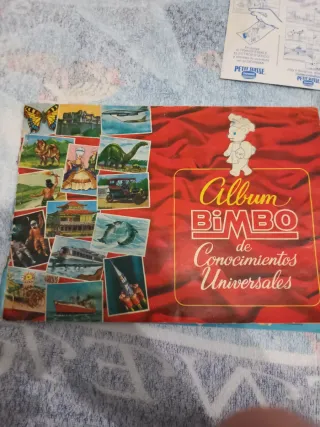 Album
BIMBO
de
Conocimientos
Universales